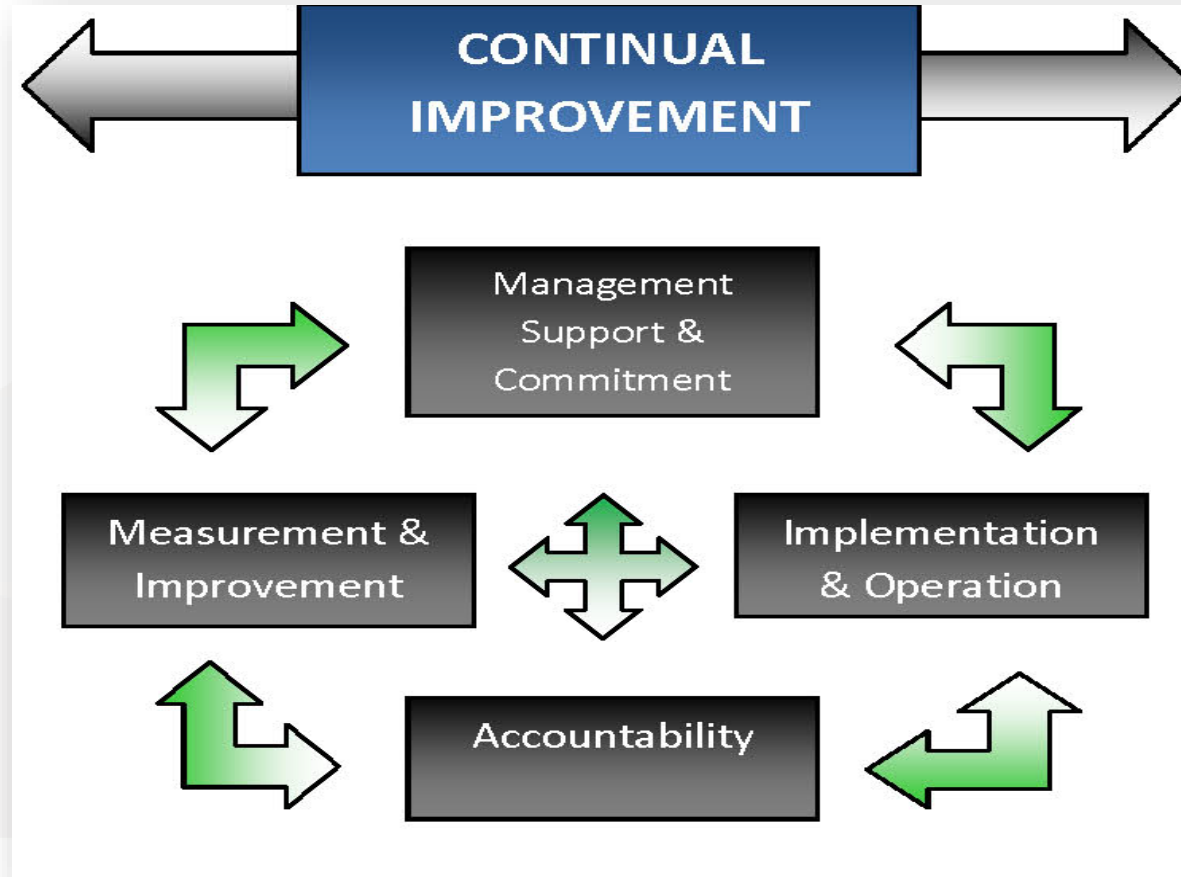 CONTINUAL
IMPROVEMENT
Management
Support &
Commitment
Measurement &
Improvement
Implementation
& Operation
Accountability